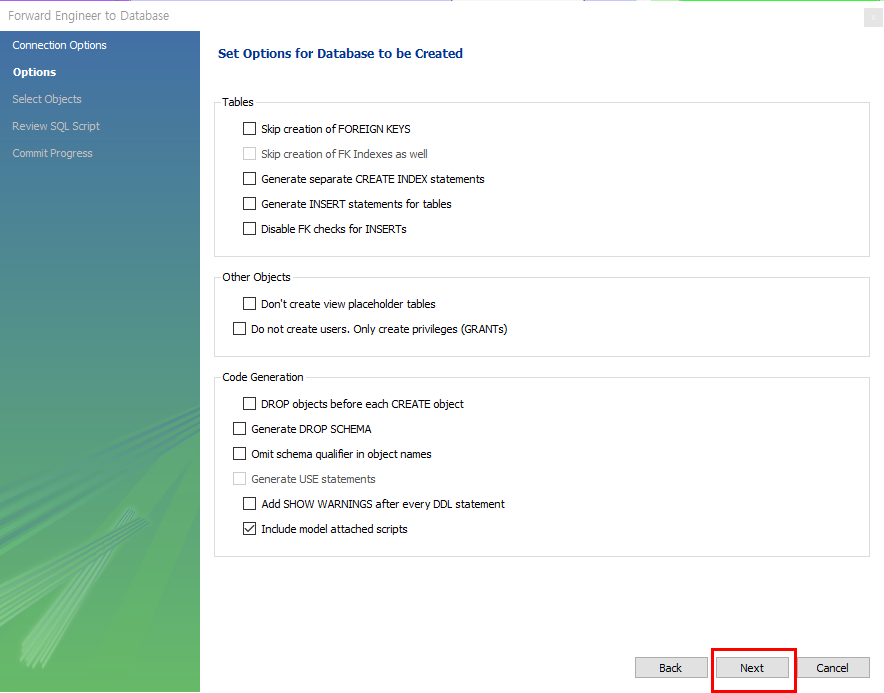 Forward Engineer to Database
Connection Options
Options
Select Objects
Review SQL Script
Commit Progress
Set Options for Database to be Created
Tables
Skip creation of FOREIGN KEYS
Skip creation of FK Indexes as well
Generate separate CREATE INDEX statements
Generate INSERT statements for tables
Disable FK checks for INSERTs
Other Objects
Don't create view placeholder tables
Do not create users. Only create privileges (GRANTs)
Code Generation
DROP objects before each CREATE object
Generate DROP SCHEMA
Omit schema qualifier in object names
Generate USE statements
Add SHOW WARNINGS after every DDL statement
Include model attached scripts
Back Next Cancel